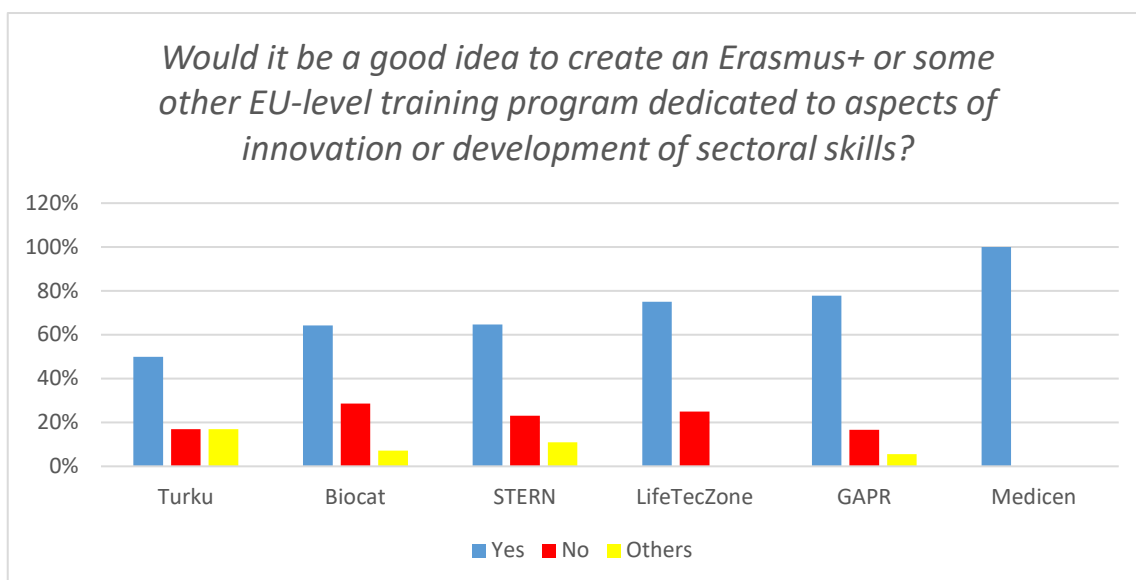 Would it be a good idea to create an Erasmus+ or some
other EU-level training program dedicated to aspects of
innovation or development of sectoral skills?
120%
100%
80%
60%
40%
20%
0%
Turku Biocat STERN LifeTecZone GAPR Medicen
Yes No Others